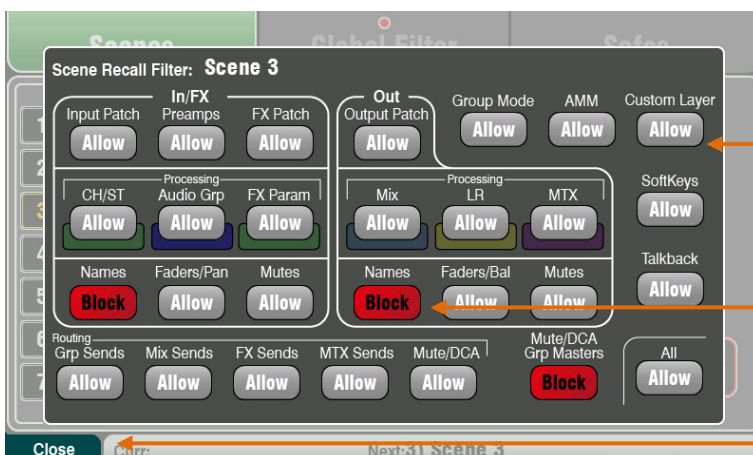 Scenes Global Filter Safes
Scene Recall Filter: Scene 3
In/FX Out
Input Patch Preamps FX Patch Output Patch Group Mode AMM Custom Layer
Allow Allow Allow Allow Allow Allow Allow
Processing Processing
CH/ST Audio Grp FX Param Mix LR MTX SoftKeys
Allow Allow Allow Allow Allow Allow Allow
Names Faders/Pan Mutes Names Faders/Bal Mutes Talkback
Block Allow Allow Block Allow Allow Allow
Routing
Grp Sends Mix Sends FX Sends MTX Sends Mute/DCA Mute/DCA Grp Masters All
Allow Allow Allow Allow Allow Block Allow
1
2
3
4
5
6
7
Close Curr: Next:3) Scene 3